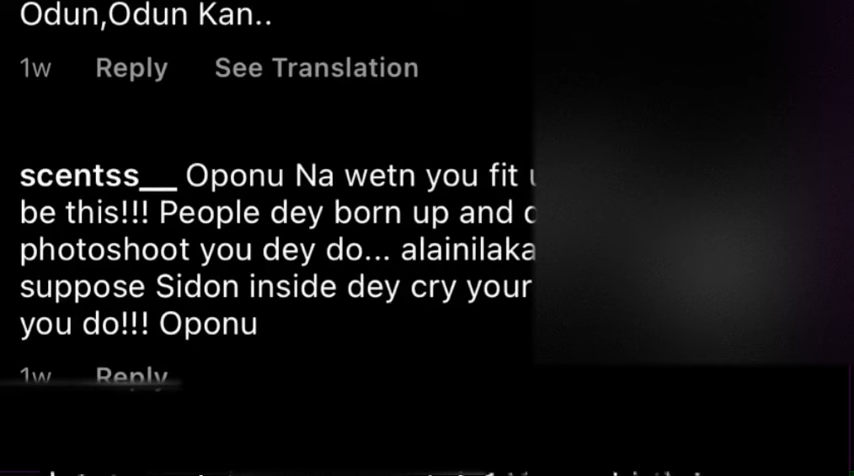 Odun,Odun Kan..
1w Reply See Translation
scentss__ Oponu Na wetn you fit
be this!!! People dey born up and
photoshoot you dey do... alainilaka
suppose Sidon inside dey cry your
you do!!! Oponu
1w Reply